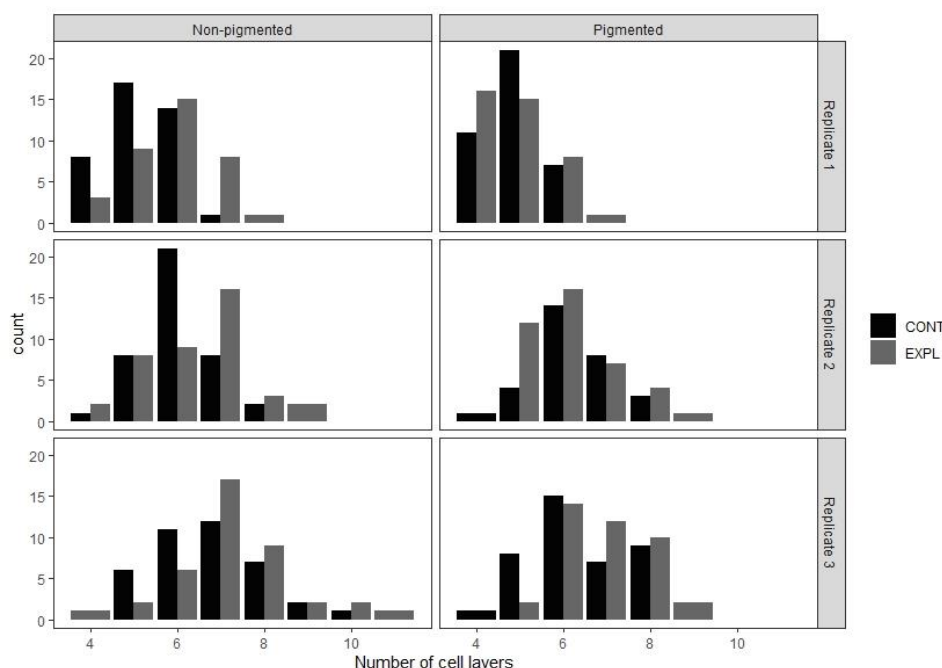 Non-pigmented Pigmented
20
15
10
5
0
Replicate 1
20
15
10
5
0
Replicate 2
count
CONT
EXPL
20
15
10
5
0
Replicate 3
4 6 8 10 4 6 8 10
Number of cell layers